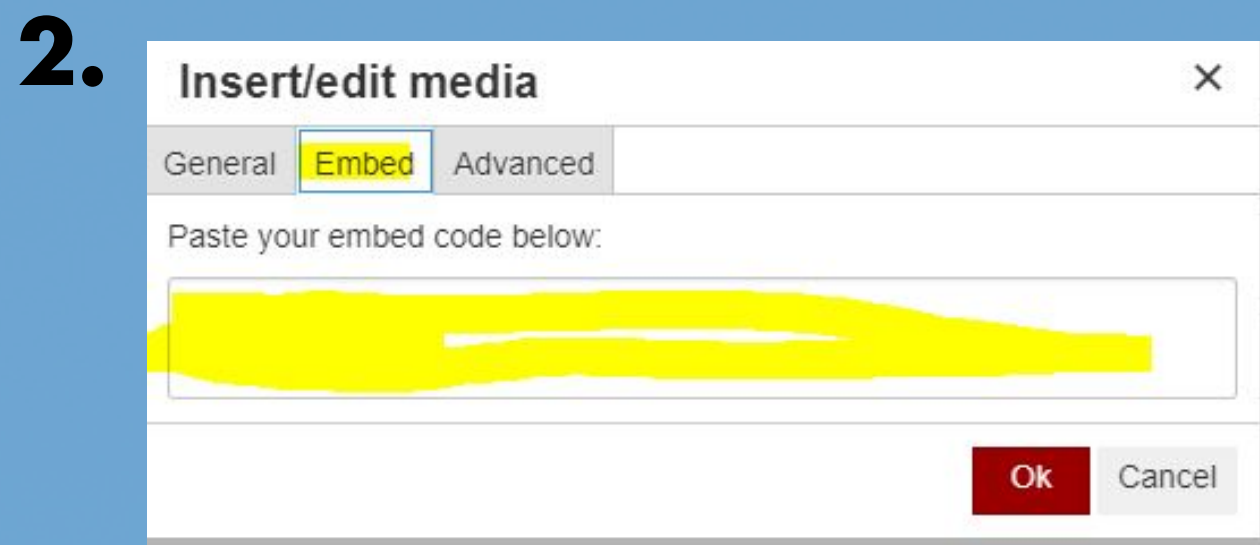 2.
Insert/edit media ×
General Embed Advanced
Paste your embed code below:
Ok Cancel